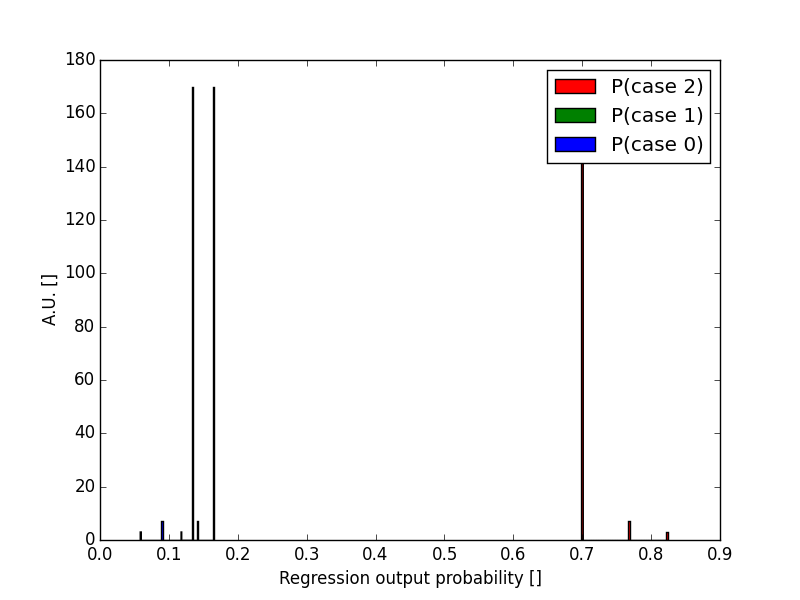 180
160
140
120
100
80
60
40
20
0
A.U. []
P(case 2)
P(case 1)
P(case 0)
0.0 0.1 0.2 0.3 0.4 0.5 0.6 0.7 0.8 0.9
Regression output probability []